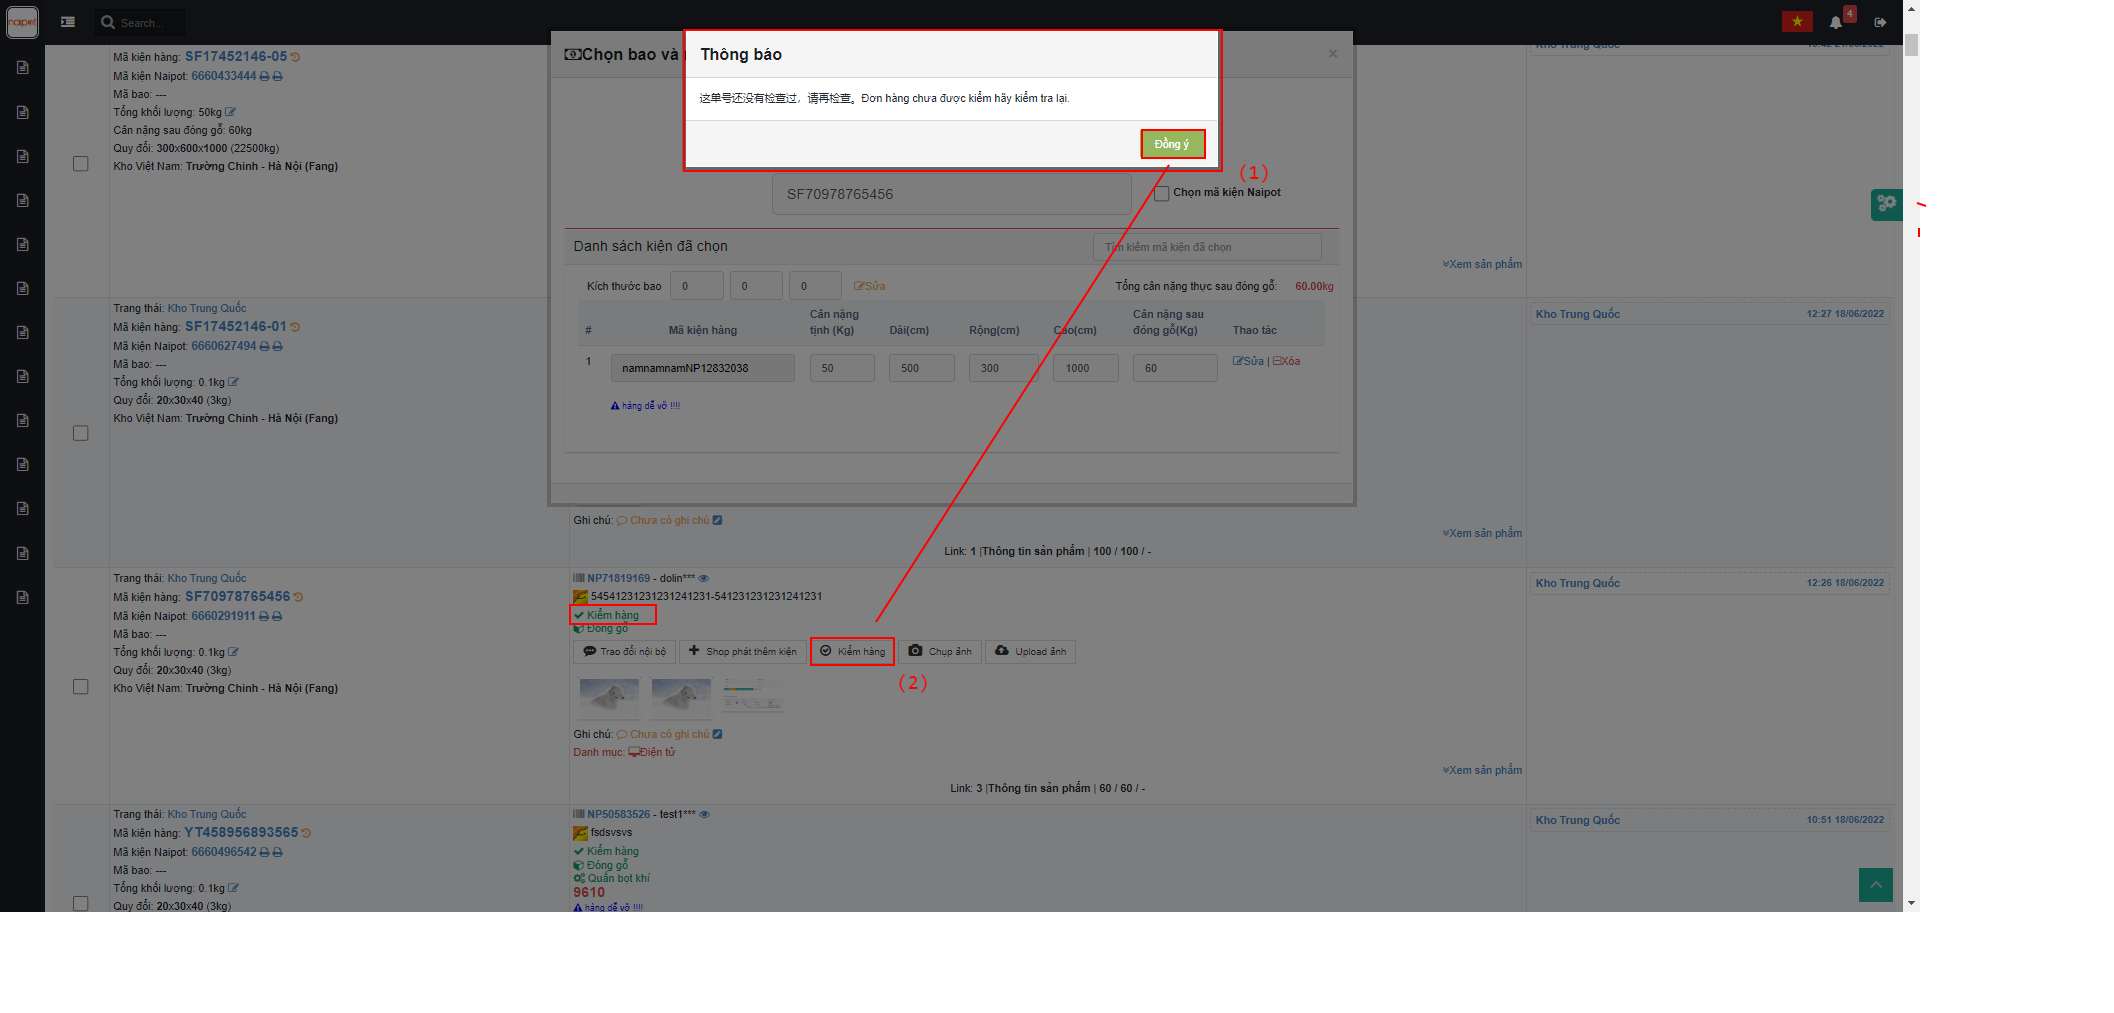 napot
Search...
4
Mã kiện hàng: SF17452146-05
Mã kiện Naipot: 6660433444
Mã bao: ---
Tổng khối lượng: 50kg
Cân nặng sau đóng gỗ: 60kg
Quy đổi: 300x600x1000 (22500kg)
Kho Việt Nam: Trường Chinh - Hà Nội (Fang)
Kho Trung Quốc
Xem sản phẩm
Chọn bao và
×
Thông báo
这单号还没有检查过，请再检查。Đơn hàng chưa được kiểm hãy kiểm tra lại.
Đồng ý
(1)
SF70978765456
Chọn mã kiện Naipot
Danh sách kiện đã chọn
Tìm kiếm mã kiện đã chọn
Kích thước bao 0 0 0 Sửa
Tổng cân nặng thực sau đóng gỗ: 60.00kg
# Mã kiện hàng Cân nặng tịnh (Kg) Dài(cm) Rộng(cm) Cao(cm) Cân nặng sau đóng gỗ(Kg) Thao tác
1 namnamnamNP12832038 50 500 300 1000 60 Sửa | Xóa
hàng dễ vỡ !!!!
Trang thái: Kho Trung Quốc
Mã kiện hàng: SF17452146-01
Mã kiện Naipot: 6660627494
Mã bao: ---
Tổng khối lượng: 0.1kg
Quy đổi: 20x30x40 (3kg)
Kho Việt Nam: Trường Chinh - Hà Nội (Fang)
Ghi chú: Chưa có ghi chú
Xem sản phẩm
Link: 1 |Thông tin sản phẩm | 100 / 100 / -
Kho Trung Quốc 12:27 18/06/2022
Trang thái: Kho Trung Quốc
Mã kiện hàng: SF70978765456
Mã kiện Naipot: 6660291911
Mã bao: ---
Tổng khối lượng: 0.1kg
Quy đổi: 20x30x40 (3kg)
Kho Việt Nam: Trường Chinh - Hà Nội (Fang)
NP71819169 - dolin***
54541231231231241231-541231231231241231
Kiểm hàng
Đóng gỗ
Trao đổi nội bộ Shop phát thêm kiện Kiểm hàng Chụp ảnh Upload ảnh
(2)
Ghi chú: Chưa có ghi chú
Danh mục: Điện tử
Xem sản phẩm
Link: 3 |Thông tin sản phẩm | 60 / 60 / -
Kho Trung Quốc 12:26 18/06/2022
Trang thái: Kho Trung Quốc
Mã kiện hàng: YT458956893565
Mã kiện Naipot: 6660496542
Mã bao: ---
Tổng khối lượng: 0.1kg
Quy đổi: 20x30x40 (3kg)
NP50583526 - test1***
fsdsvsvs
Kiểm hàng
Đóng gỗ
Quấn bọt khí
9610
hàng dễ vỡ !!!!
Kho Trung Quốc 10:51 18/06/2022